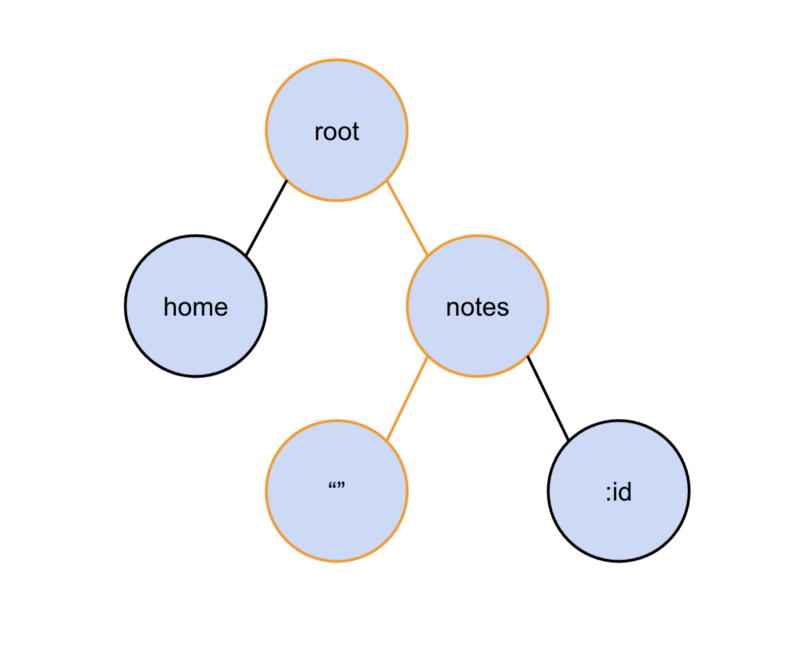 root
home
notes
“”
:id